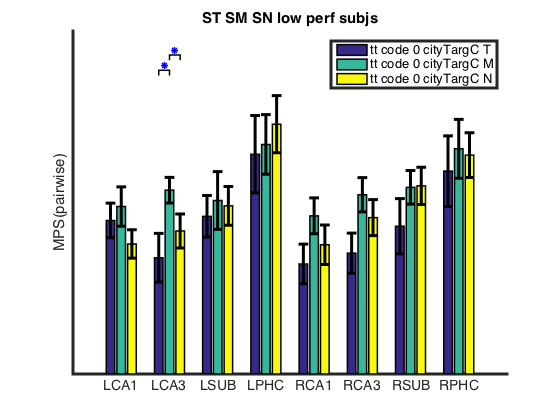 ST SM SN low perf subjs
tt code 0 cityTargC T
tt code 0 cityTargC M
tt code 0 cityTargC N
* *
MPS(pairwise)
LCA1 LCA3 LSUB LPHC RCA1 RCA3 RSUB RPHC